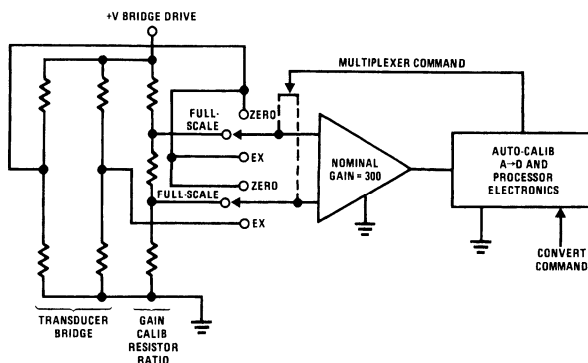 +V BRIDGE DRIVE
MULTIPLEXER COMMAND
FULL-
SCALE
ZERO
EX
ZERO
FULL-SCALE
EX
NOMINAL
GAIN = 300
AUTO-CALIB
A→D AND
PROCESSOR
ELECTRONICS
CONVERT
COMMAND
TRANSDUCER
BRIDGE
GAIN
CALIB
RESISTOR
RATIO